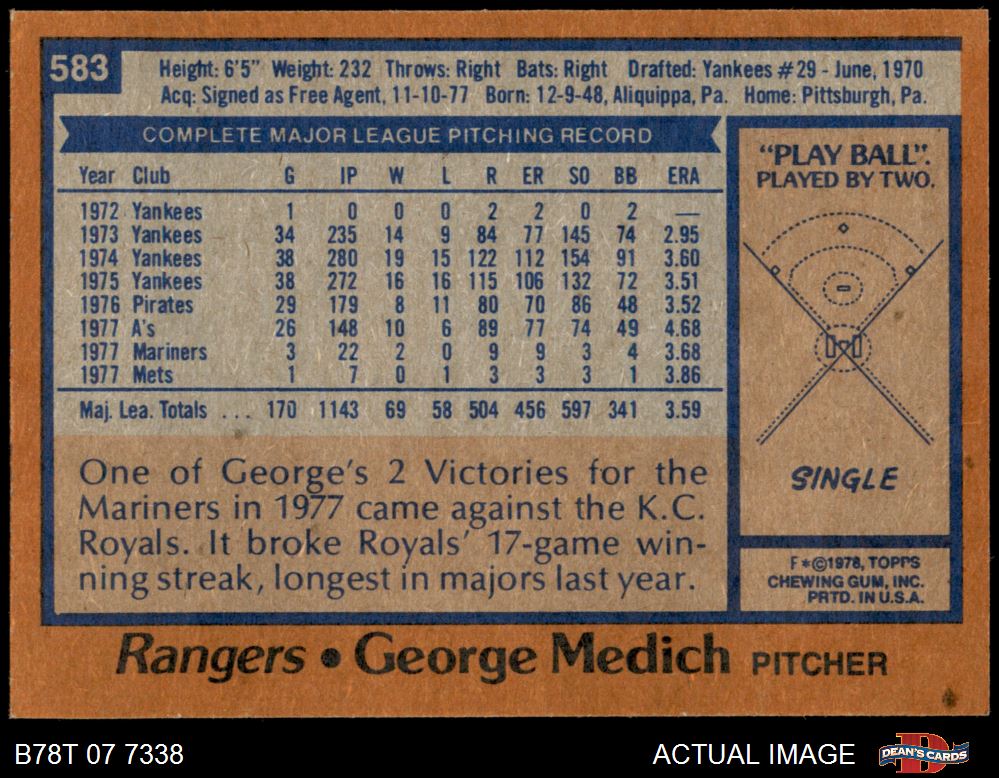 583
Height: 6'5" Weight: 232 Throws: Right Bats: Right Drafted: Yankees #29 - June, 1970
Acq: Signed as Free Agent, 11-10-77 Born: 12-9-48, Aliquippa, Pa. Home: Pittsburgh, Pa.
COMPLETE MAJOR LEAGUE PITCHING RECORD
Year Club G IP W L R ER SO BB ERA
1972 Yankees 1 0 0 0 2 2 0 2 —
1973 Yankees 34 235 14 9 84 77 145 74 2.95
1974 Yankees 38 280 19 15 122 112 154 91 3.60
1975 Yankees 38 272 16 16 115 106 132 72 3.51
1976 Pirates 29 179 8 11 80 70 86 48 3.52
1977 A's 26 148 10 6 89 77 74 49 4.68
1977 Mariners 3 22 2 0 9 9 3 4 3.68
1977 Mets 1 7 0 1 3 3 3 1 3.86
Maj. Lea. Totals ... 170 1143 69 58 504 456 597 341 3.59
One of George's 2 Victories for the
Mariners in 1977 came against the K.C.
Royals. It broke Royals' 17-game win-
ning streak, longest in majors last year.
"PLAY BALL".
PLAYED BY TWO.
SINGLE
F*©1978, TOPPS
CHEWING GUM, INC.
PRTD. IN U.S.A.
Rangers • George Medich PITCHER
B78T 07 7338 ACTUAL IMAGE
DEAN'S CARDS